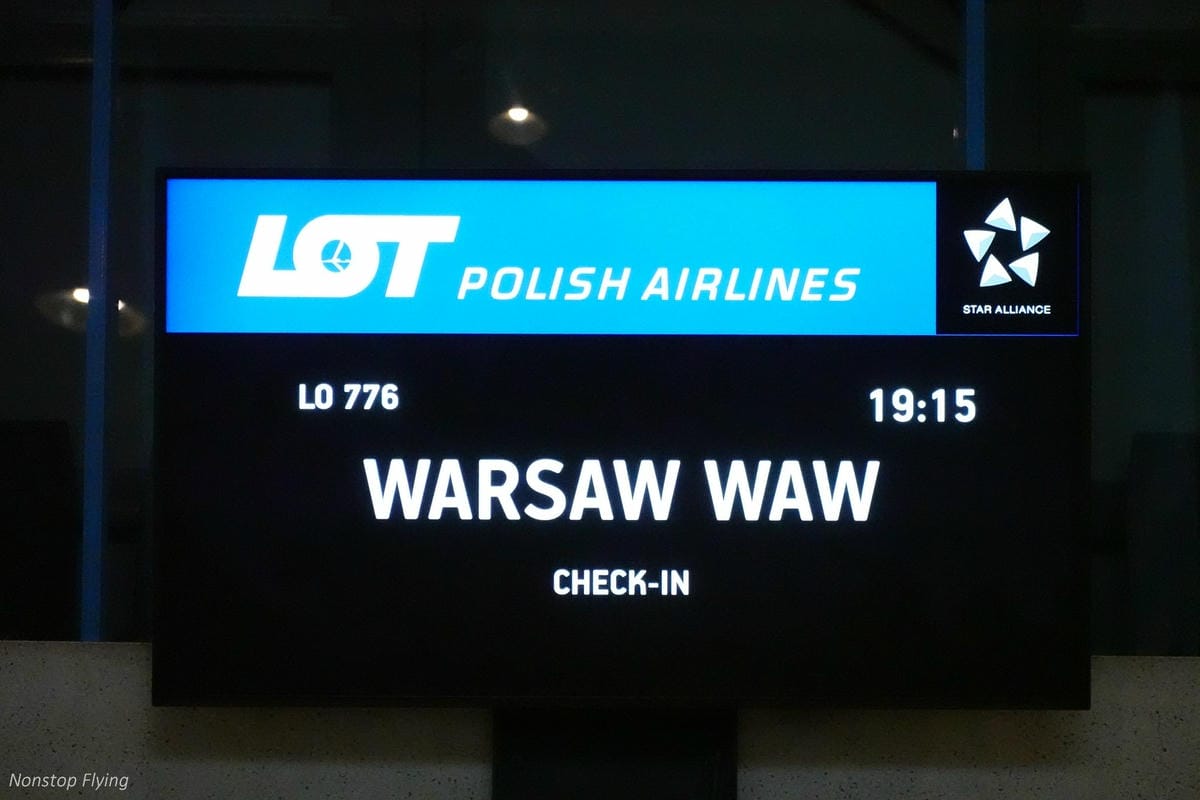 LOT POLISH AIRLINES
STAR ALLIANCE
LO 776 19:15
WARSAW WAW
CHECK-IN
Nonstop Flying